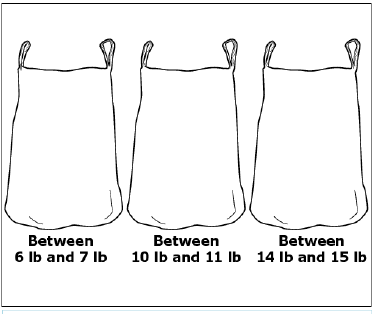 Between
6 lb and 7 lb
Between
10 lb and 11 lb
Between
14 lb and 15 lb